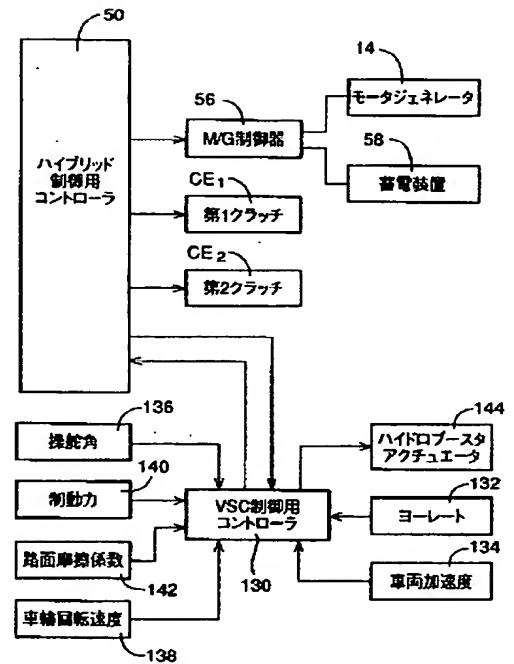 50
14
モータジェネレータ
56
M/G制御器
58
蓄電装置
ハイブリッド
制御用
コントローラ
CE1
第1クラッチ
CE2
第2クラッチ
136
操舵角
144
ハイドロブースタ
アクチュエータ
140
制動力
VSC制御用
コントローラ
130
132
ヨーレート
路面摩擦係数
142
134
車両加速度
車輪回転速度
138